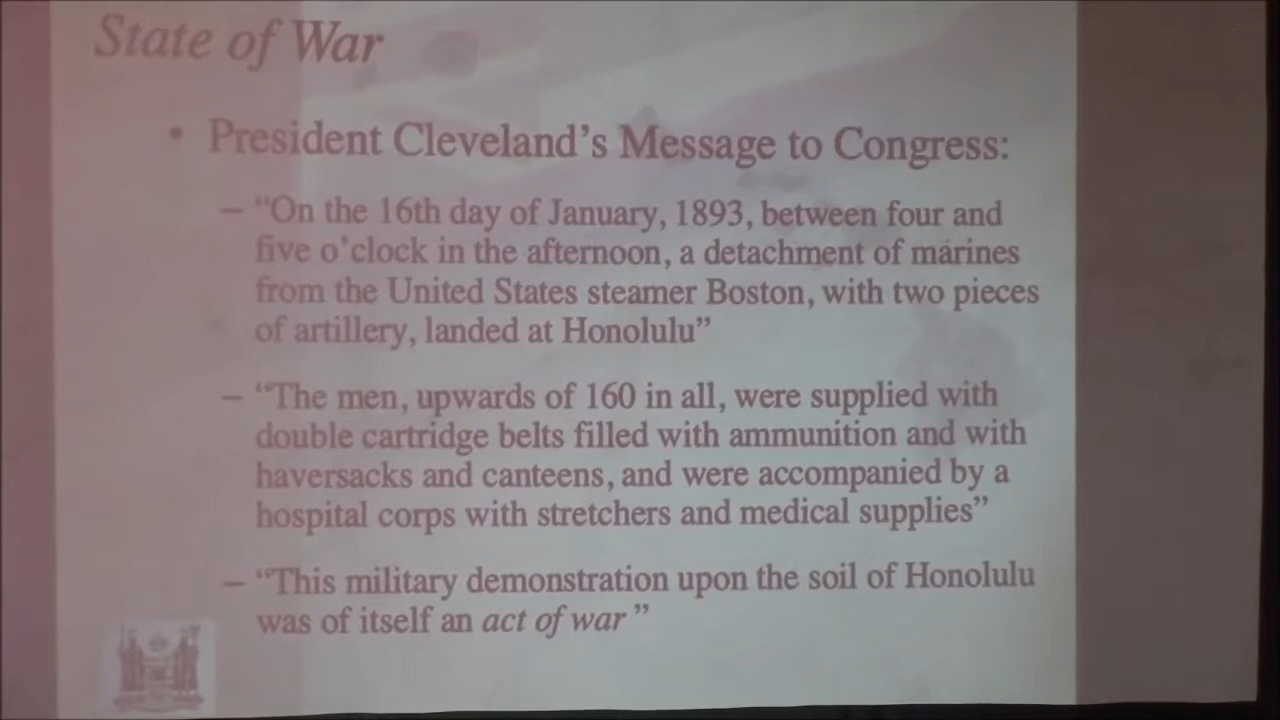 State of War
• President Cleveland's Message to Congress:
– “On the 16th day of January, 1893, between four and
five o’clock in the afternoon, a detachment of marines
from the United States steamer Boston, with two pieces
of artillery, landed at Honolulu”
– “The men, upwards of 160 in all, were supplied with
double cartridge belts filled with ammunition and with
haversacks and canteens, and were accompanied by a
hospital corps with stretchers and medical supplies”
– “This military demonstration upon the soil of Honolulu
was of itself an act of war ”